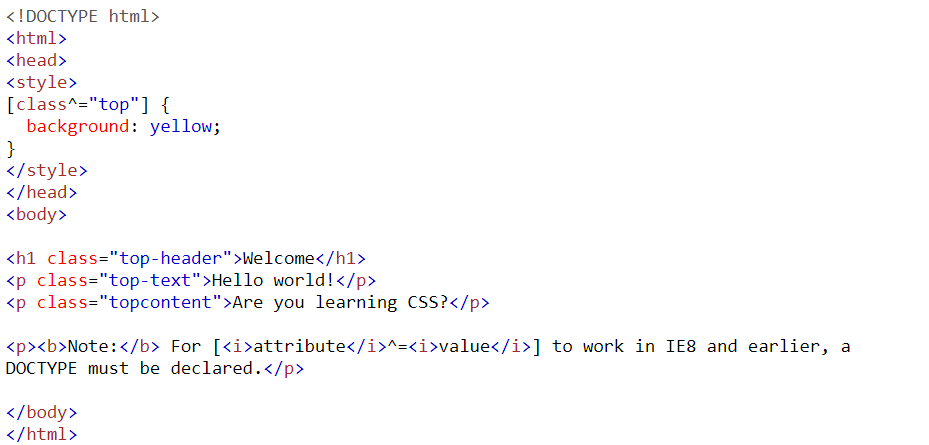 <!DOCTYPE html>
<html>
<head>
<style>
[class^="top"] {
  background: yellow;
}
</style>
</head>
<body>

<h1 class="top-header">Welcome</h1>
<p class="top-text">Hello world!</p>
<p class="topcontent">Are you learning CSS?</p>

<p><b>Note:</b> For [<i>attribute</i>^=<i>value</i>] to work in IE8 and earlier, a
DOCTYPE must be declared.</p>

</body>
</html>